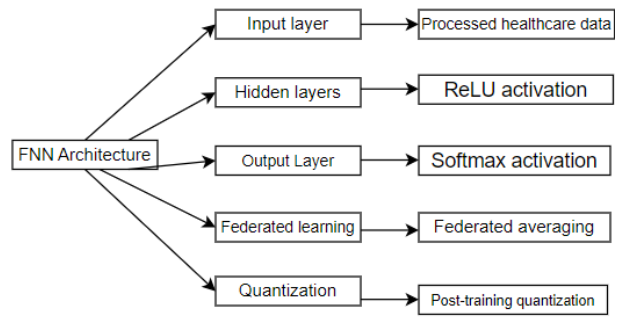 Input layer
Processed healthcare data
Hidden layers
ReLU activation
FNN Architecture
Output Layer
Softmax activation
Federated learning
Federated averaging
Quantization
Post-training quantization